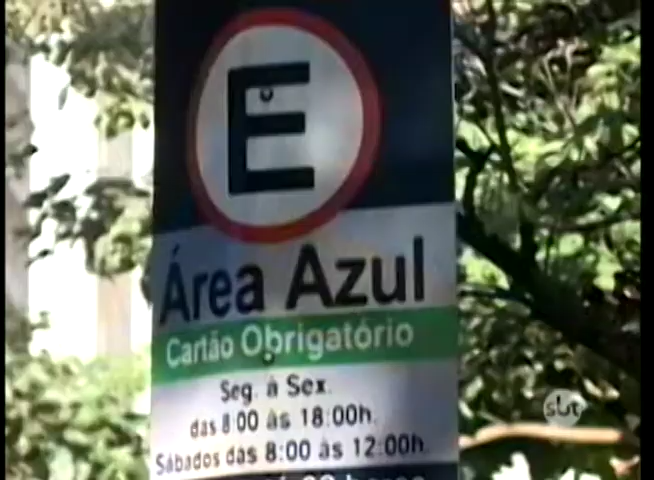 E
Área Azul
Cartão Obrigatório
Seg. à Sex.
das 8:00 às 18:00h.
Sábados das 8:00 às 12:00h
sbt